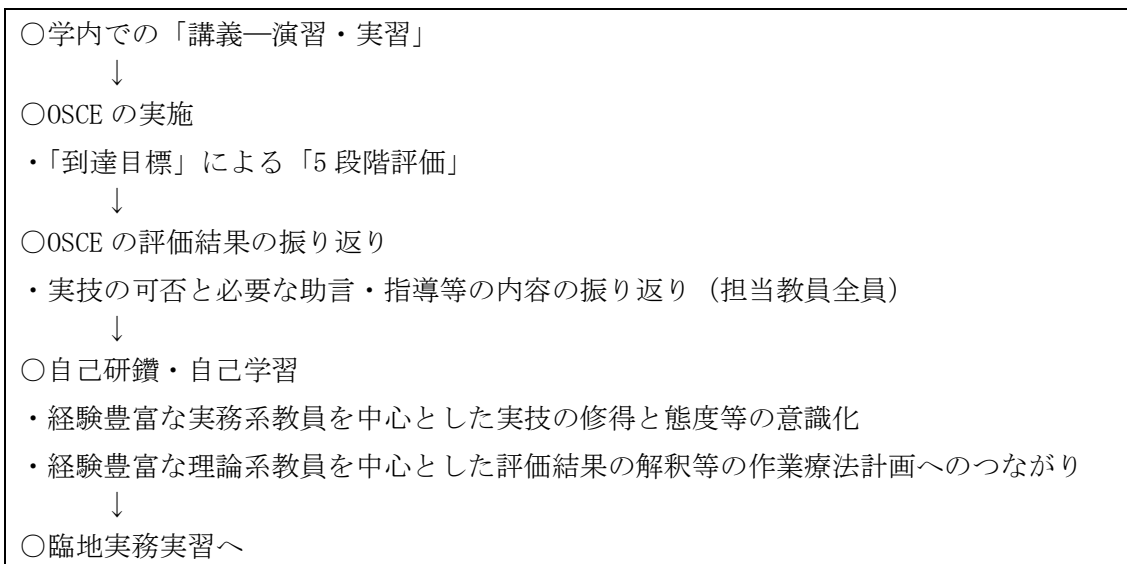 ○学内での「講義―演習・実習」
↓
○OSCE の実施
・「到達目標」による「5 段階評価」
↓
○OSCE の評価結果の振り返り
・実技の可否と必要な助言・指導等の内容の振り返り（担当教員全員）
↓
○自己研鑽・自己学習
・経験豊富な実務系教員を中心とした実技の修得と態度等の意識化
・経験豊富な理論系教員を中心とした評価結果の解釈等の作業療法計画へのつながり
↓
○臨地実務実習へ